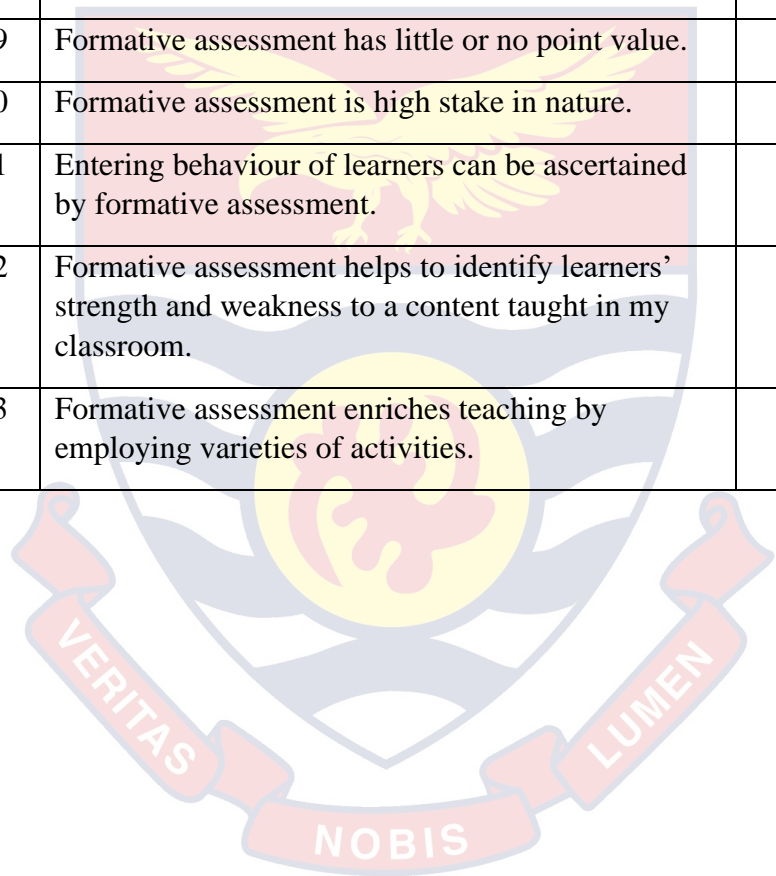 9 Formative assessment has little or no point value.
0 Formative assessment is high stake in nature.
1 Entering behaviour of learners can be ascertained
by formative assessment.
2 Formative assessment helps to identify learners’
strength and weakness to a content taught in my
classroom.
3 Formative assessment enriches teaching by
employing varieties of activities.
VERITAS
NOBIS
LUMEN